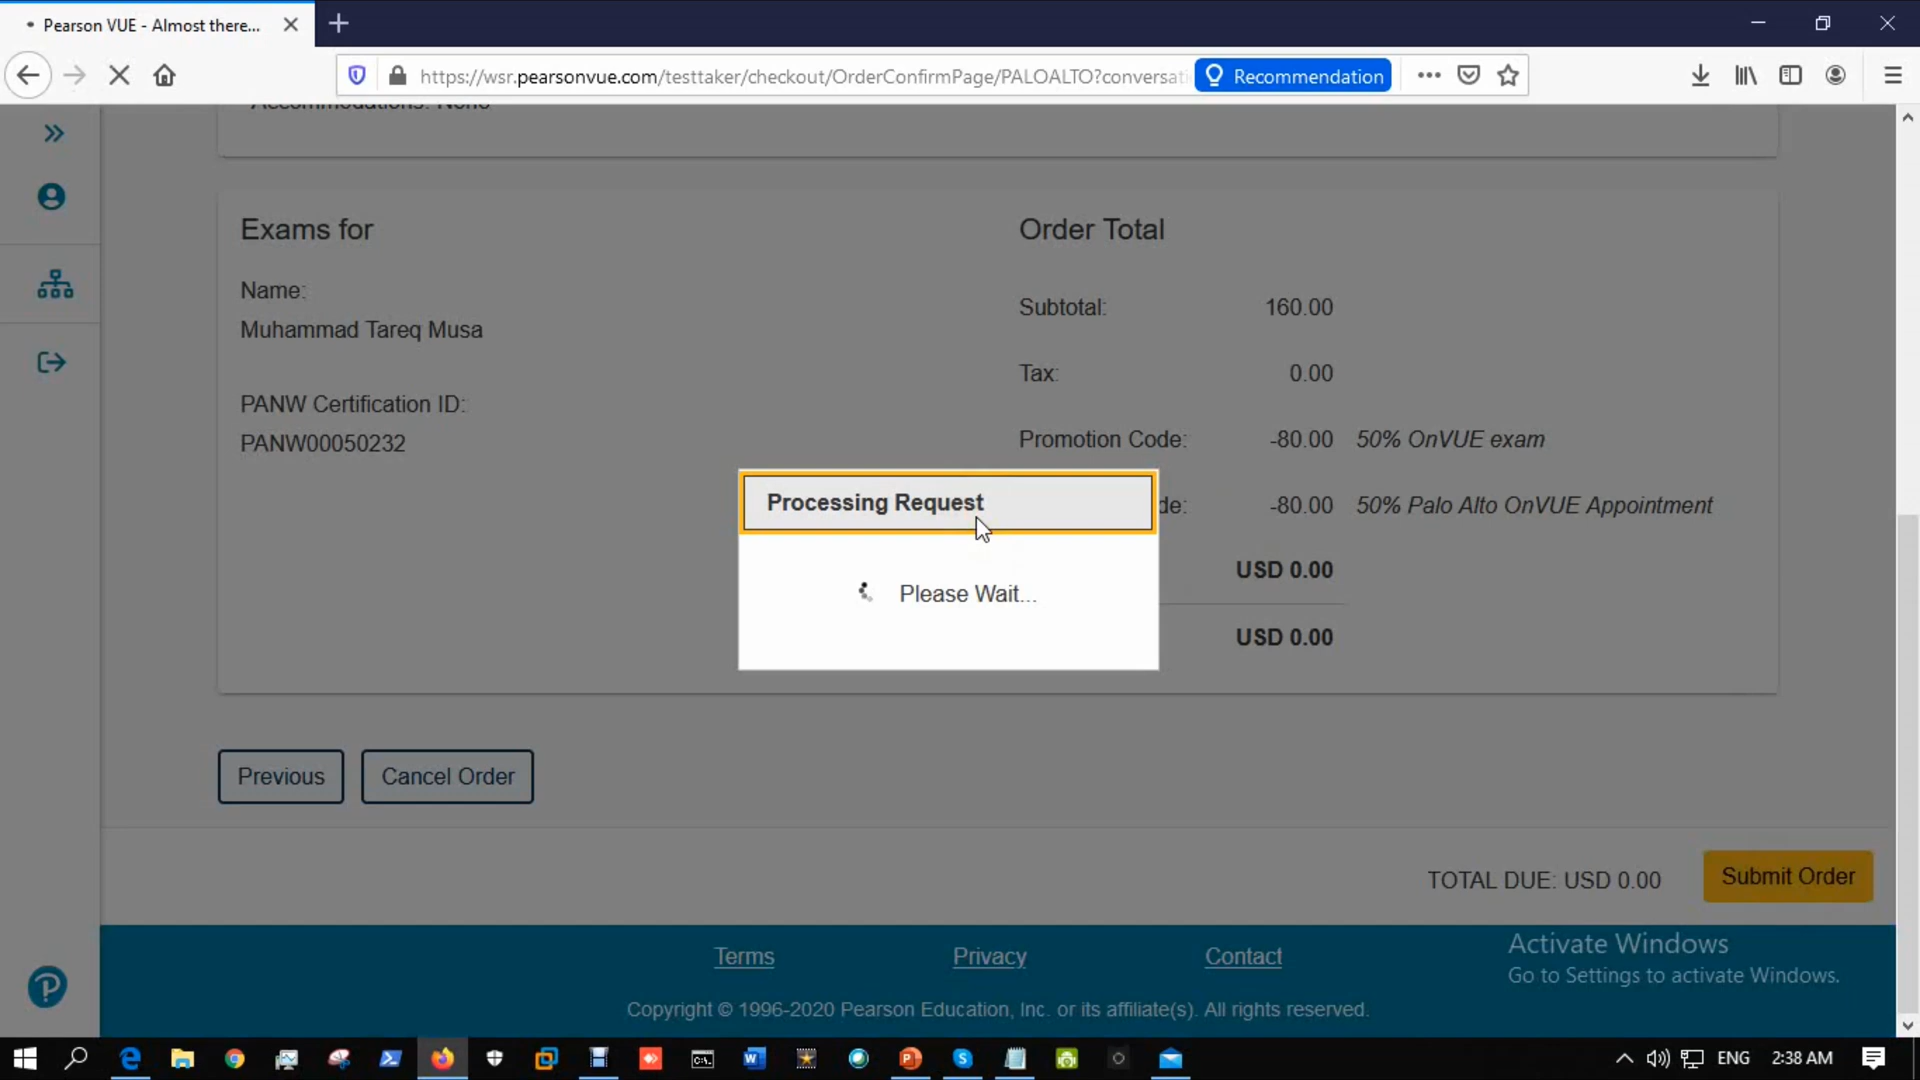 Pearson VUE - Almost there...
https://wsr.pearsonvue.com/testtaker/checkout/OrderConfirmPage/PALOALTO?conversati
Recommendation
Accommodations: None
Exams for
Name:
Muhammad Tareq Musa
PANW Certification ID:
PANW00050232
Order Total
Subtotal: 160.00
Tax: 0.00
Promotion Code: -80.00 50% OnVUE exam
de: -80.00 50% Palo Alto OnVUE Appointment
USD 0.00
USD 0.00
Processing Request
Please Wait...
Previous
Cancel Order
TOTAL DUE: USD 0.00
Submit Order
Terms
Privacy
Contact
Activate Windows
Go to Settings to activate Windows.
Copyright © 1996-2020 Pearson Education, Inc. or its affiliate(s). All rights reserved.
ENG
2:38 AM